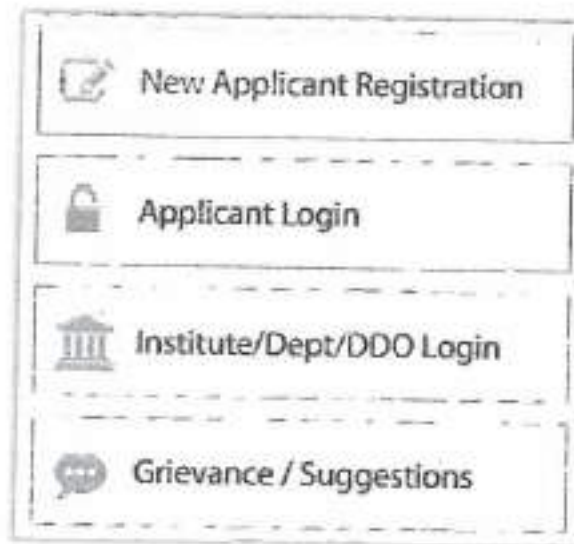 New Applicant Registration
Applicant Login
Institute/Dept/DDO Login
Grievance / Suggestions